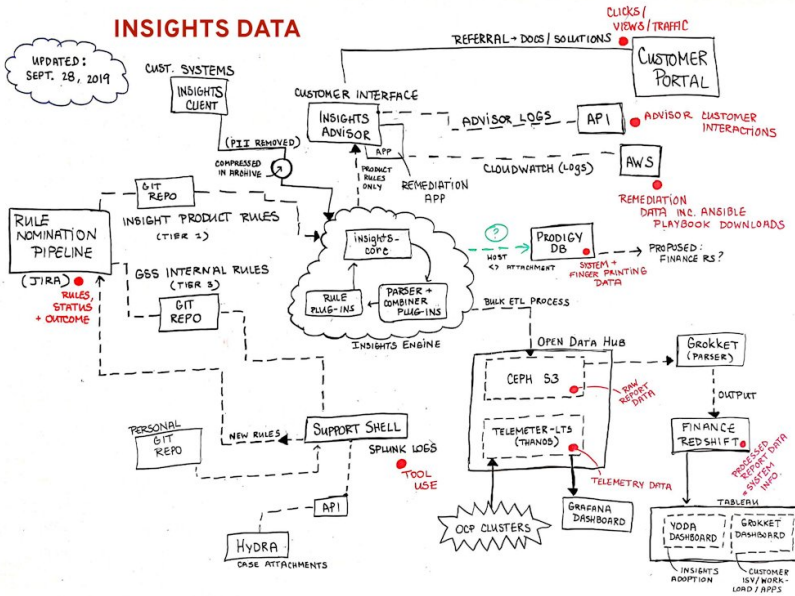 INSIGHTS DATA
UPDATED:
SEPT. 28, 2019
CUST. SYSTEMS
INSIGHTS
CLIENT
(PII REMOVED)
COMPRESSED
IN ARCHIVE
CUSTOMER INTERFACE
INSIGHTS
ADVISOR
APP
PRODUCT
RULES
ONLY
REMEDIATION
APP
REFERRAL → DOCS / SOLUTIONS
CLICKS /
VIEWS / TRAFFIC
CUSTOMER
PORTAL
ADVISOR LOGS
API
ADVISOR CUSTOMER
INTERACTIONS
CLOUDWATCH (LOGS)
AWS
REMEDIATION
DATA INC. ANSIBLE
PLAYBOOK DOWNLOADS
GIT
REPO
INSIGHT PRODUCT RULES
(TIER 1)
RULE
NOMINATION
PIPELINE
(JIRA)
RULES,
STATUS
+ OUTCOME
GSS INTERNAL RULES
(TIER 3)
GIT
REPO
insights-
core
RULE
PLUG-INS
PARSER +
COMBINER
PLUG-INS
INSIGHTS ENGINE
?
HOST
<> ATTACHMENT
PRODIGY
DB
SYSTEM +
FINGER PRINTING
DATA
PROPOSED:
FINANCE RS?
BULK ETL PROCESS
OPEN DATA HUB
CEPH S3
RAW
REPORT
DATA
TELEMETER-LTS
(THANOS)
TELEMETRY DATA
OCP CLUSTERS
GRAFANA
DASHBOARD
GROKKET
(PARSER)
OUTPUT
FINANCE
REDSHIFT
PROCESSED
REPORT DATA
+ SYSTEM
INFO.
TABLEAU
YODA
DASHBOARD
GROKKET
DASHBOARD
INSIGHTS
ADOPTION
CUSTOMER
ISV/WORK-
LOAD/APPS
PERSONAL
GIT
REPO
NEW RULES
SUPPORT SHELL
SPLUNK LOGS
TOOL
USE
API
HYDRA
CASE ATTACHMENTS